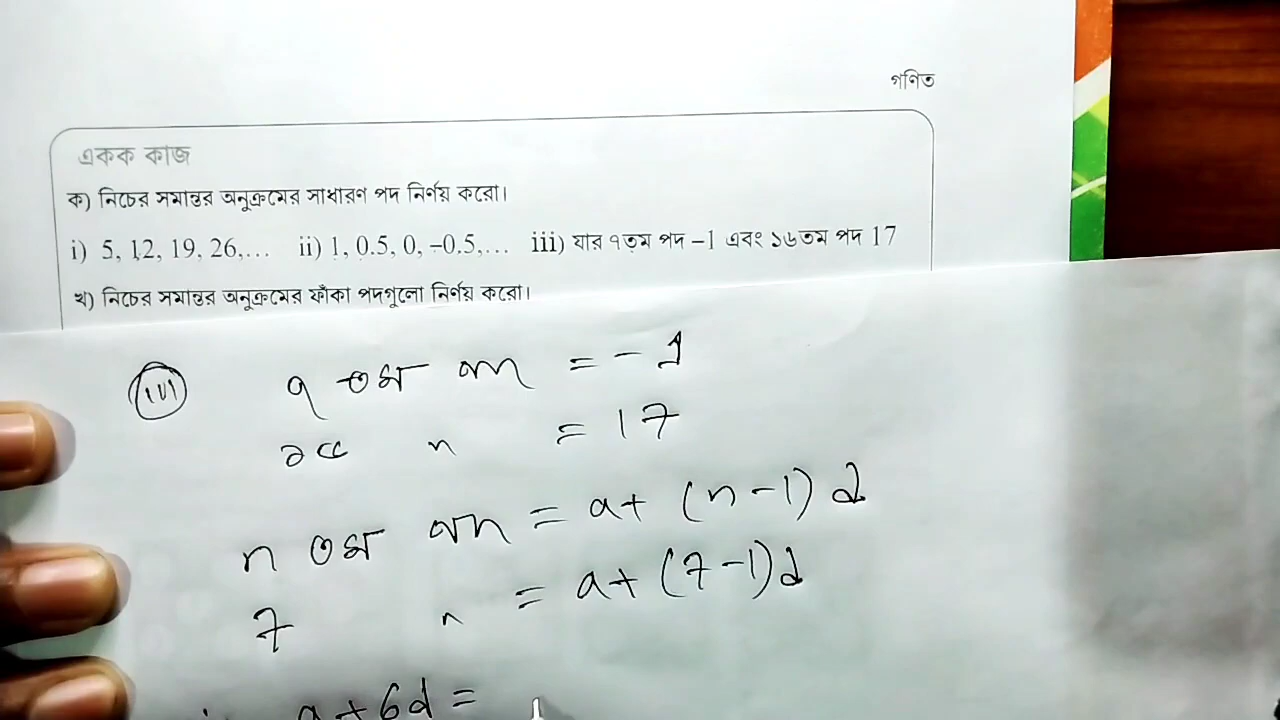 গণিত
একক কাজ
ক) নিচের সমান্তর অনুক্রমের সাধারণ পদ নির্ণয় করো।
i) 5, 12, 19, 26,... ii) 1, 0.5, 0, –0.5,... iii) যার ৭তম পদ –1 এবং ১৬তম পদ 17
খ) নিচের সমান্তর অনুক্রমের ফাঁকা পদগুলো নির্ণয় করো।
(iii) ৭ তম পদ = - 1
১৬ " = 17
n তম পদ = a + (n - 1) d
7 " = a + (7 - 1) d
a + 6d =